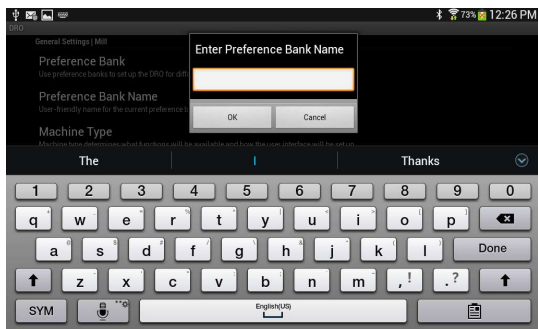 73% 12:26 PM
DRO
General Settings | Mill
Preference Bank
Use preference banks to set up the DRO for diffe
Preference Bank Name
User-friendly name for the current preference b
Machine Type
Machine type determines what functions will be available and how the user interface will be set up
Enter Preference Bank Name
OK Cancel
The I Thanks
1 2 3 4 5 6 7 8 9 0
q w e r t y u i o p
a s d f g h j k l Done
z x c v b n m , ! . ?
SYM English(US)